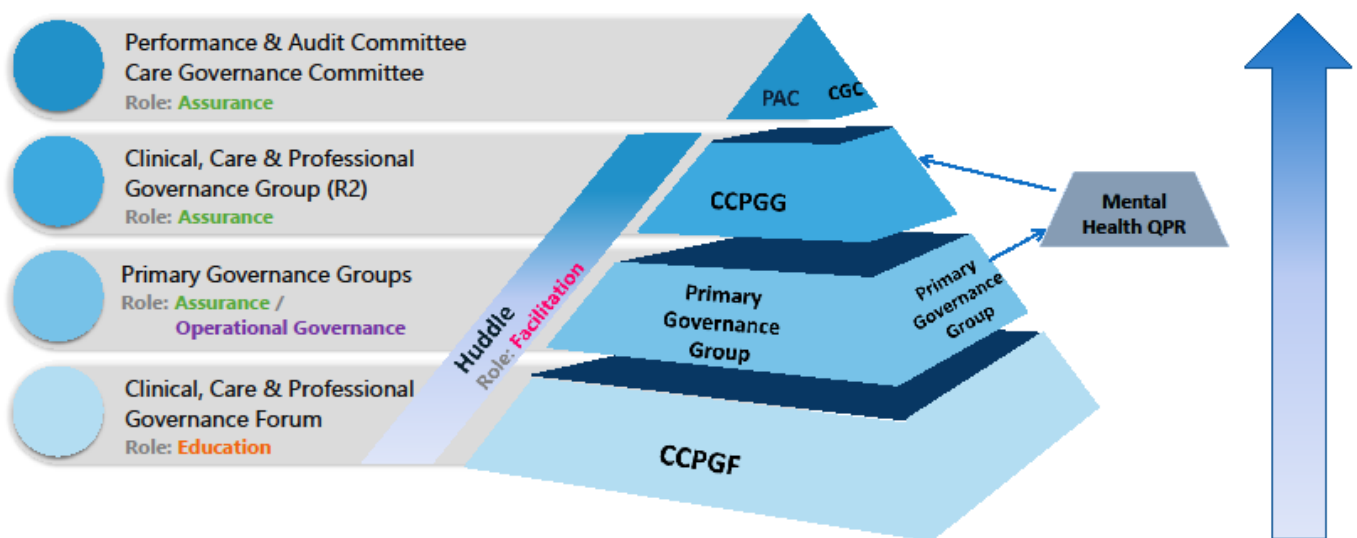 Performance & Audit Committee
Care Governance Committee
Role: Assurance
Clinical, Care & Professional
Governance Group (R2)
Role: Assurance
Primary Governance Groups
Role: Assurance /
Operational Governance
Clinical, Care & Professional
Governance Forum
Role: Education
Huddle
Role: Facilitation
PAC
CGC
CCPGG
Primary
Governance
Group
Primary
Governance
Group
CCPGF
Mental
Health QPR